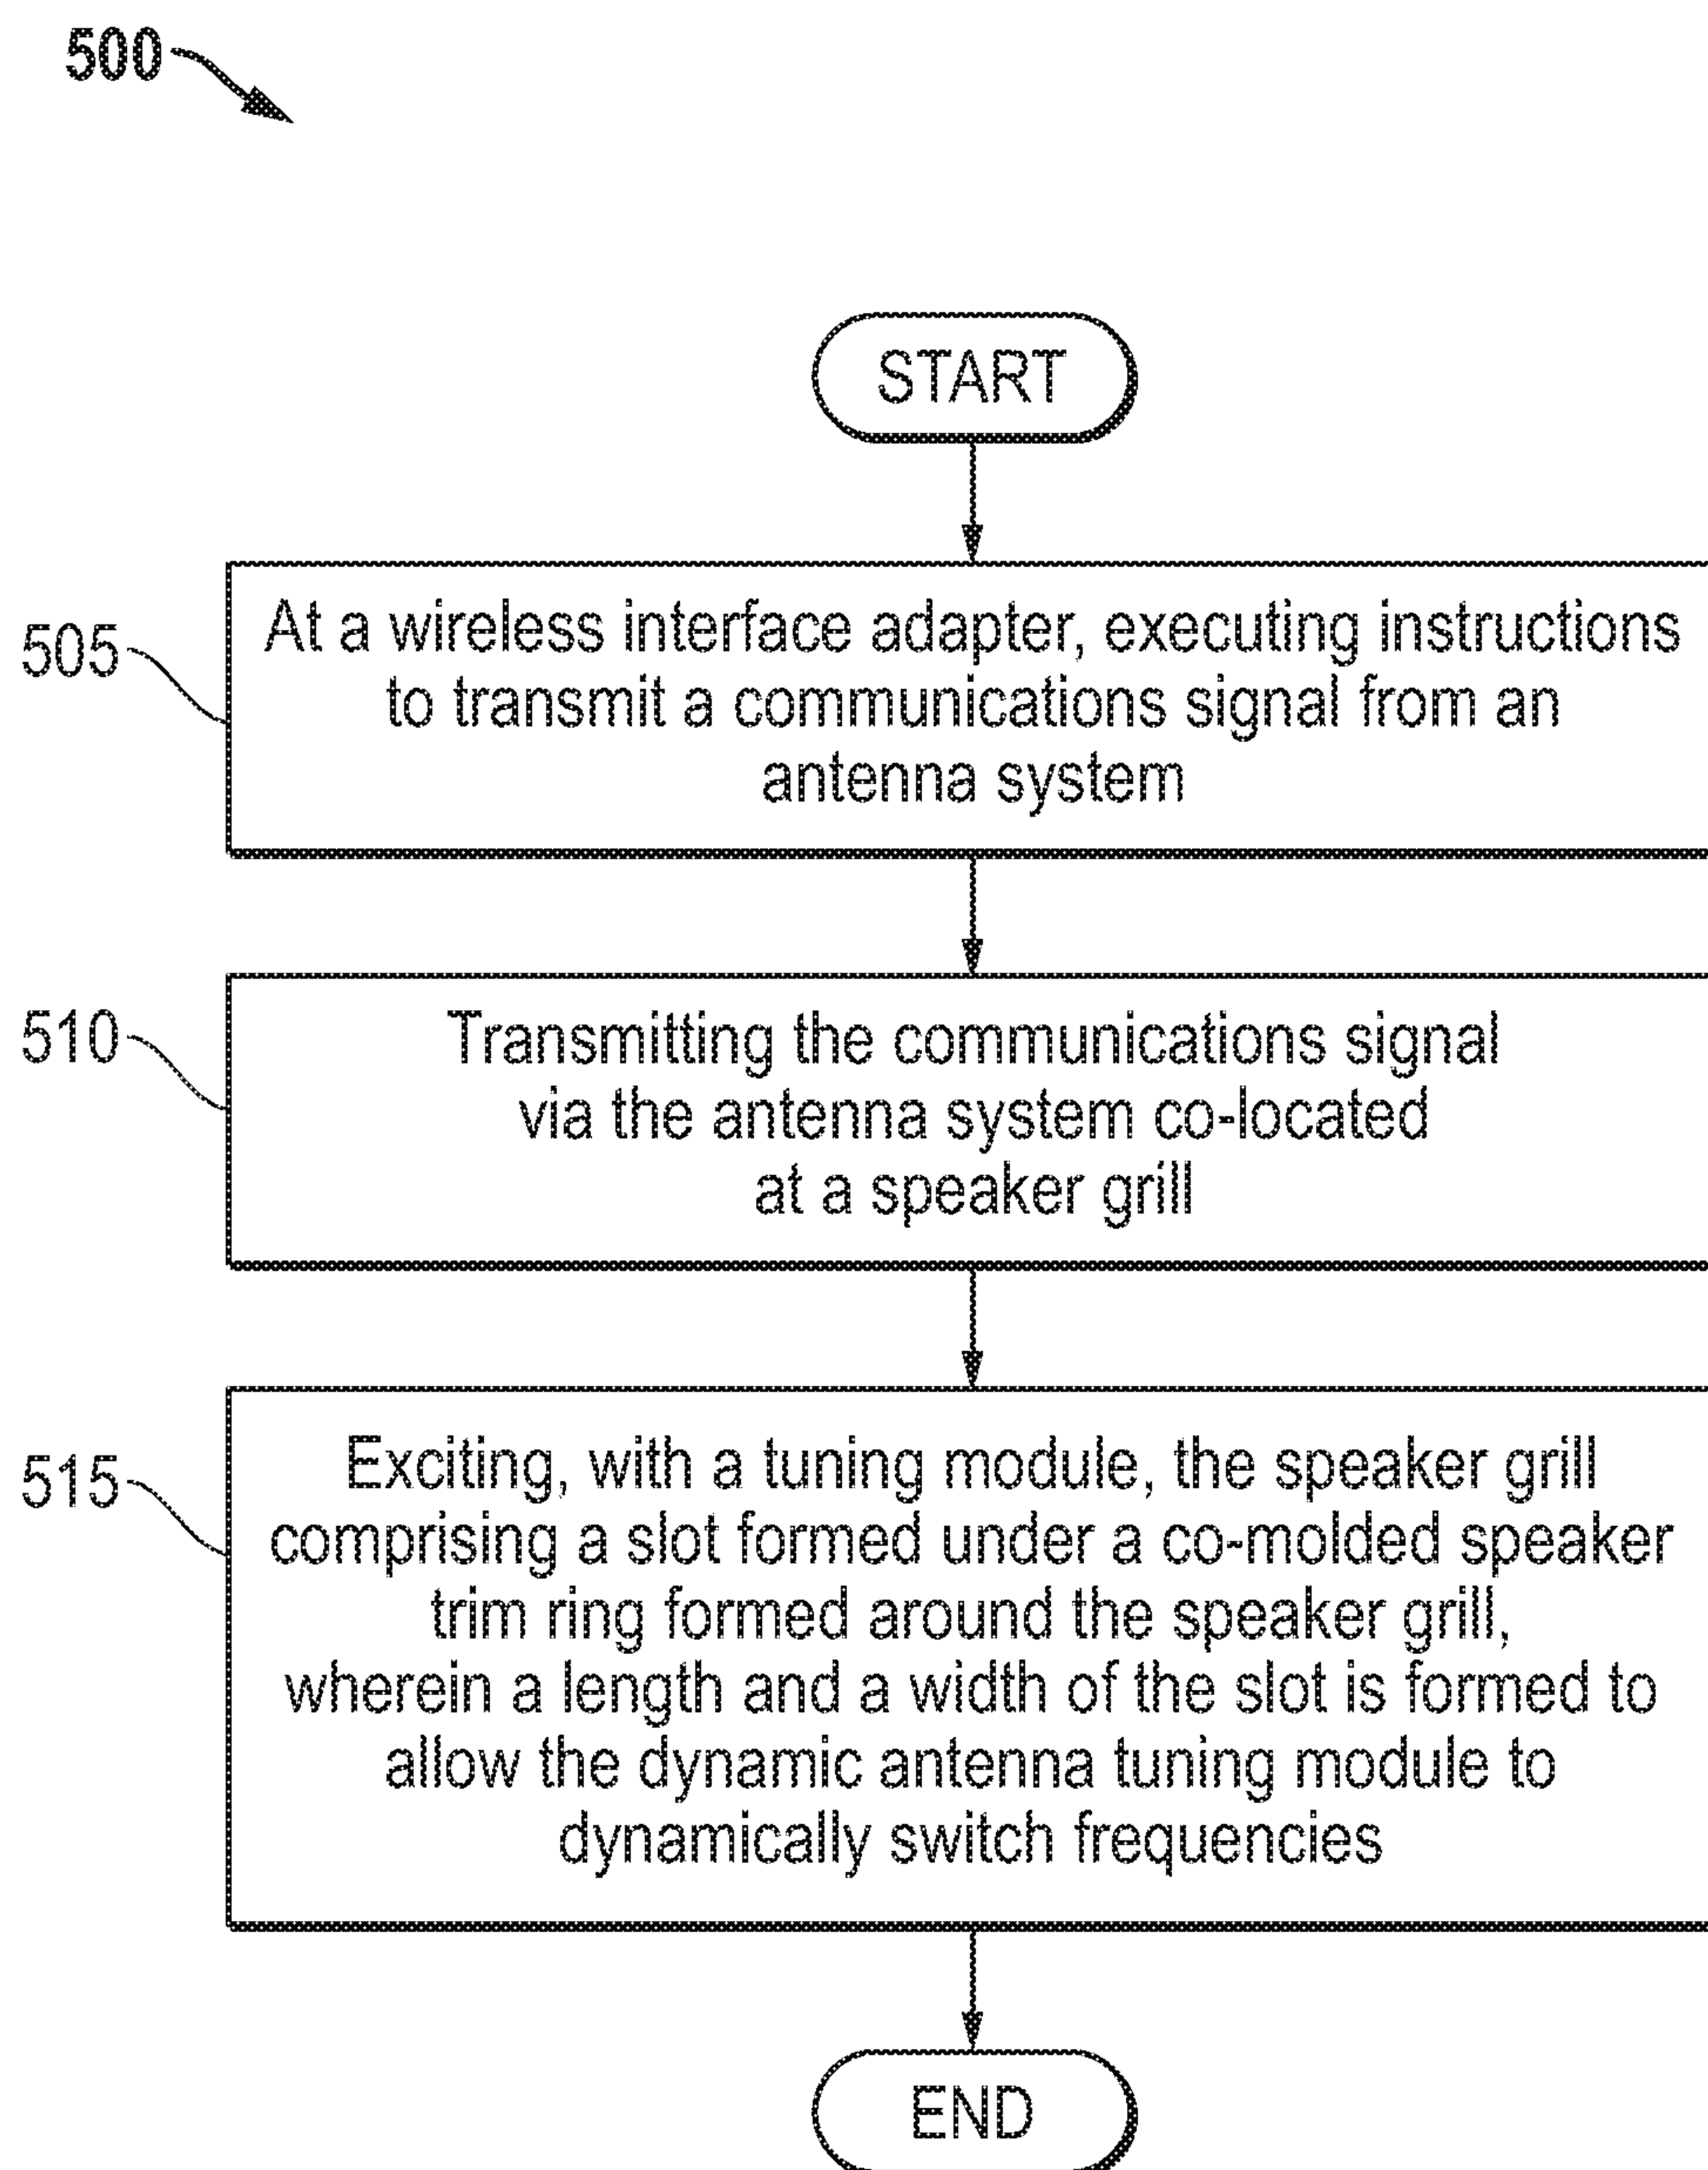 500
START
505
At a wireless interface adapter, executing instructions
to transmit a communications signal from an
antenna system
510
Transmitting the communications signal
via the antenna system co-located
at a speaker grill
515
Exciting, with a tuning module, the speaker grill
comprising a slot formed under a co-molded speaker
trim ring formed around the speaker grill,
wherein a length and a width of the slot is formed to
allow the dynamic antenna tuning module to
dynamically switch frequencies
END